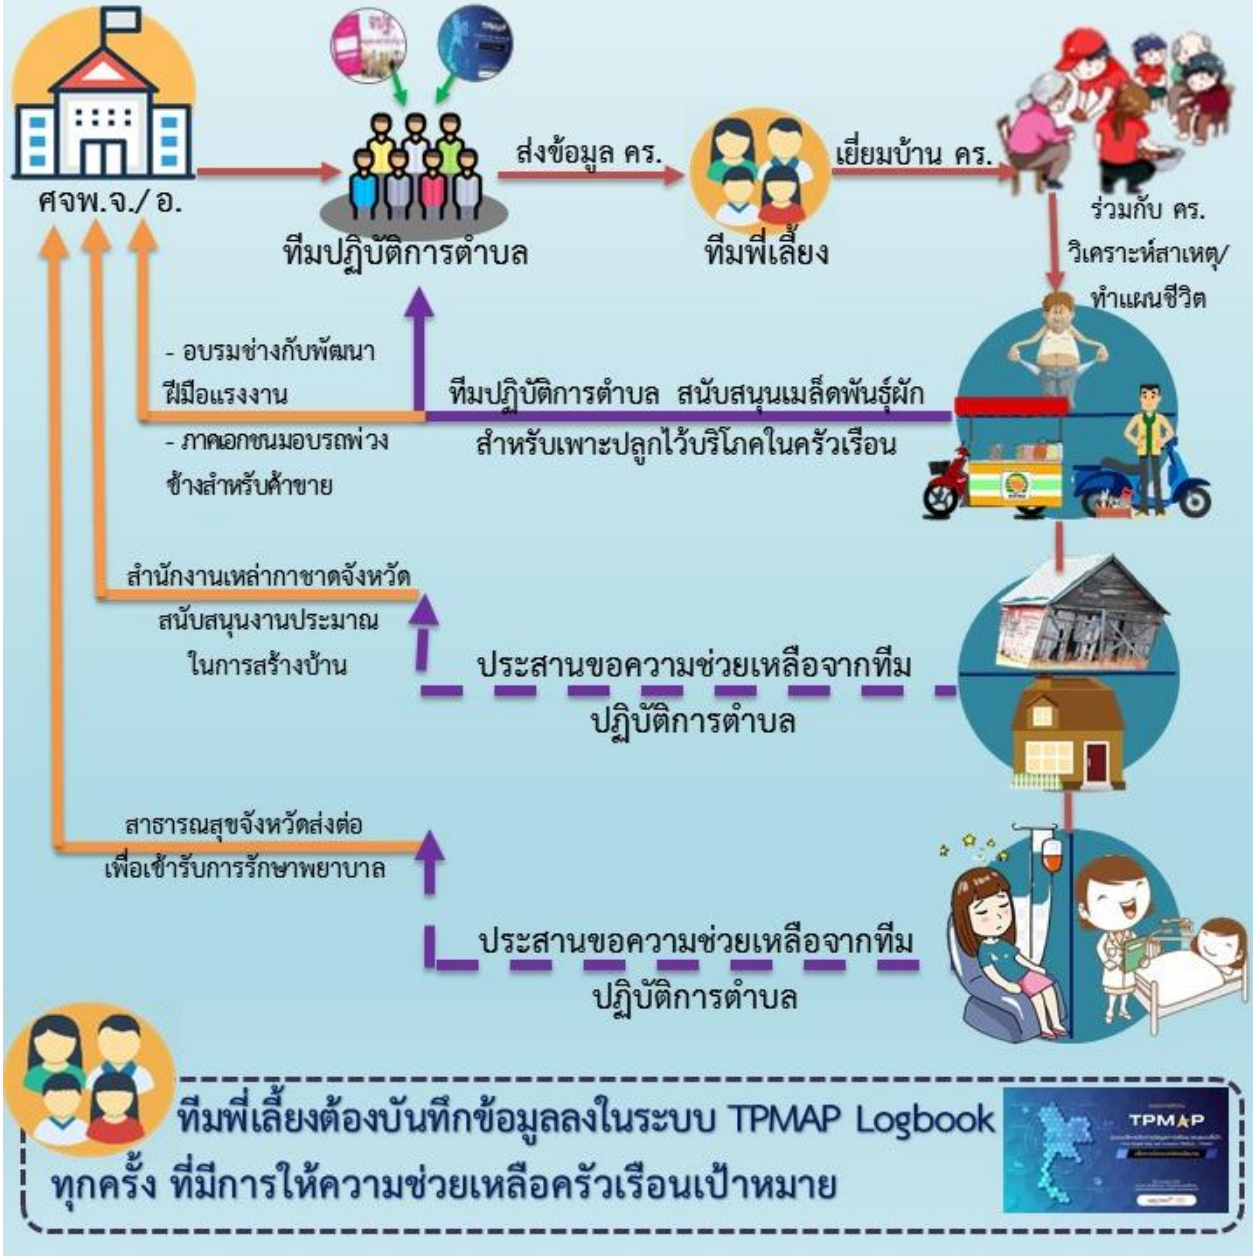 จปฐ.
TPMAP
ส่งข้อมูล คร.
เยี่ยมบ้าน คร.
ศจพ.จ./อ.
ทีมปฏิบัติการตำบล
ทีมพี่เลี้ยง
ร่วมกับ คร.
วิเคราะห์สาเหตุ/
ทำแผนชีวิต
- อบรมช่างกับพัฒนา
ฝีมือแรงงาน
- ภาคเอกชนมอบรถพ่วง
ข้างสำหรับค้าขาย
ทีมปฏิบัติการตำบล สนับสนุนเมล็ดพันธุ์ผัก
สำหรับเพาะปลูกไว้บริโภคในครัวเรือน
สำนักงานเหล่ากาชาดจังหวัด
สนับสนุนงานประมาณ
ในการสร้างบ้าน
ประสานขอความช่วยเหลือจากทีม
ปฏิบัติการตำบล
สาธารณสุขจังหวัดส่งต่อ
เพื่อเข้ารับการรักษาพยาบาล
ประสานขอความช่วยเหลือจากทีม
ปฏิบัติการตำบล
ทีมพี่เลี้ยงต้องบันทึกข้อมูลลงในระบบ TPMAP Logbook
ทุกครั้ง ที่มีการให้ความช่วยเหลือครัวเรือนเป้าหมาย
TPMAP